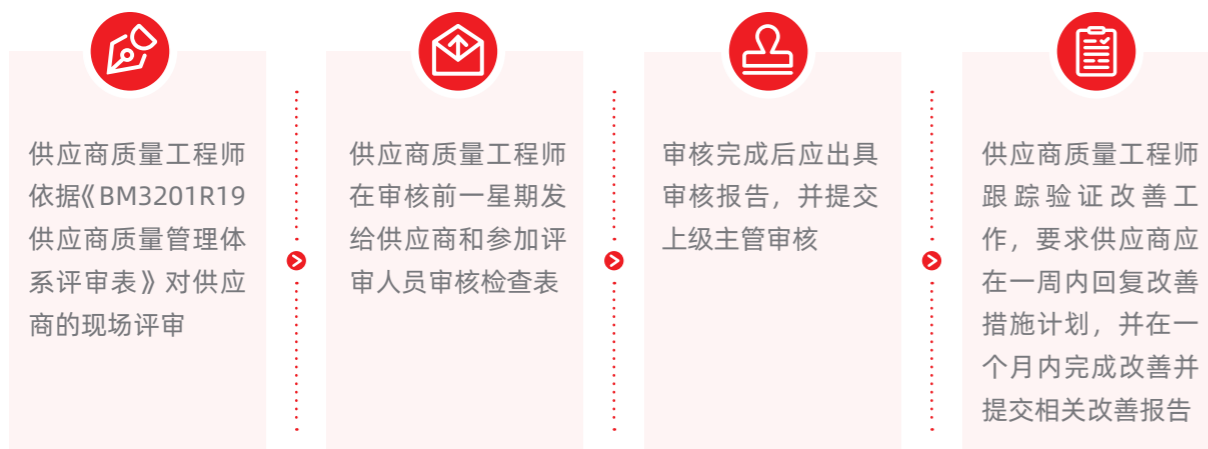 供应商质量工程师
依据《BM3201R19
供应商质量管理体
系评审表》对供应
商的现场评审
供应商质量工程师
在审核前一星期发
给供应商和参加评
审人员审核检查表
审核完成后应出具
审核报告，并提交
上级主管审核
供应商质量工程师
跟踪验证改善工
作，要求供应商应
在一周内回复改善
措施计划，并在一
个月内完成改善并
提交相关改善报告